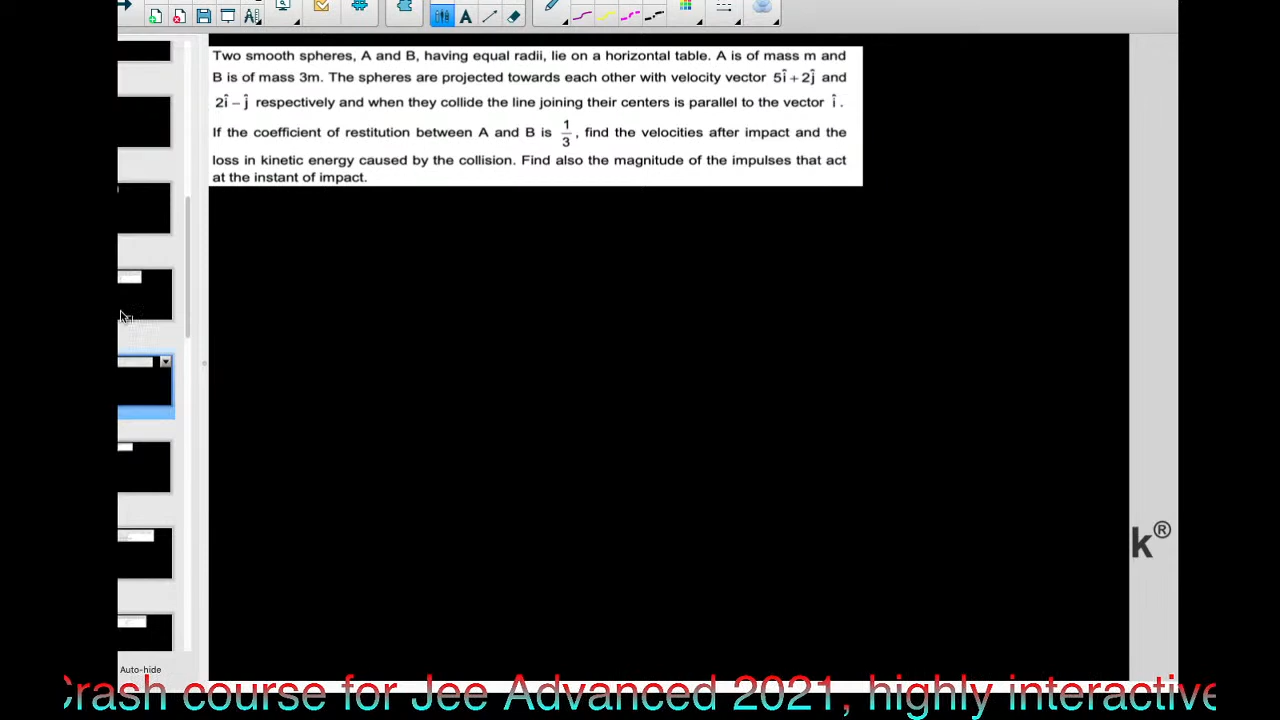 Two smooth spheres, A and B, having equal radii, lie on a horizontal table. A is of mass m and
B is of mass 3m. The spheres are projected towards each other with velocity vector 5î + 2ĵ and
2î – ĵ respectively and when they collide the line joining their centers is parallel to the vector î .
If the coefficient of restitution between A and B is 1/3, find the velocities after impact and the
loss in kinetic energy caused by the collision. Find also the magnitude of the impulses that act
at the instant of impact.
k®
Auto-hide
Crash course for Jee Advanced 2021, highly interactive